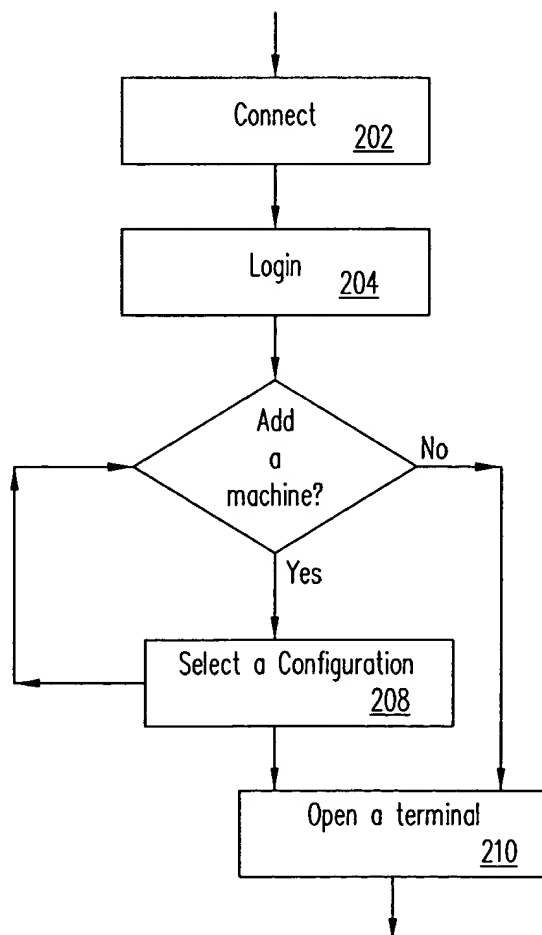 Connect
202
Login
204
Add
a
machine?
No
Yes
Select a Configuration
208
Open a terminal
210